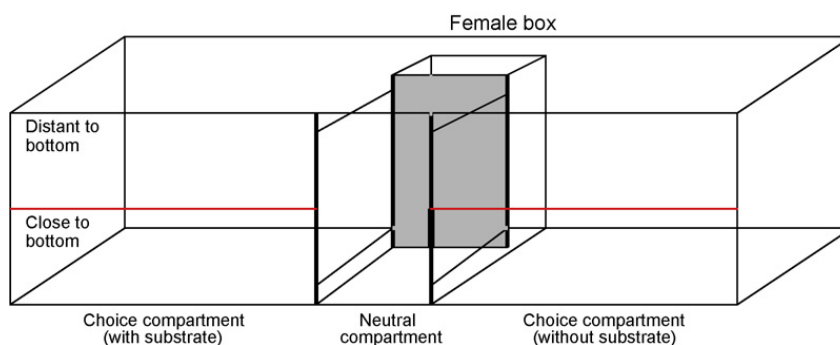 Female box
Distant to
bottom
Close to
bottom
Choice compartment
(with substrate)
Neutral
compartment
Choice compartment
(without substrate)